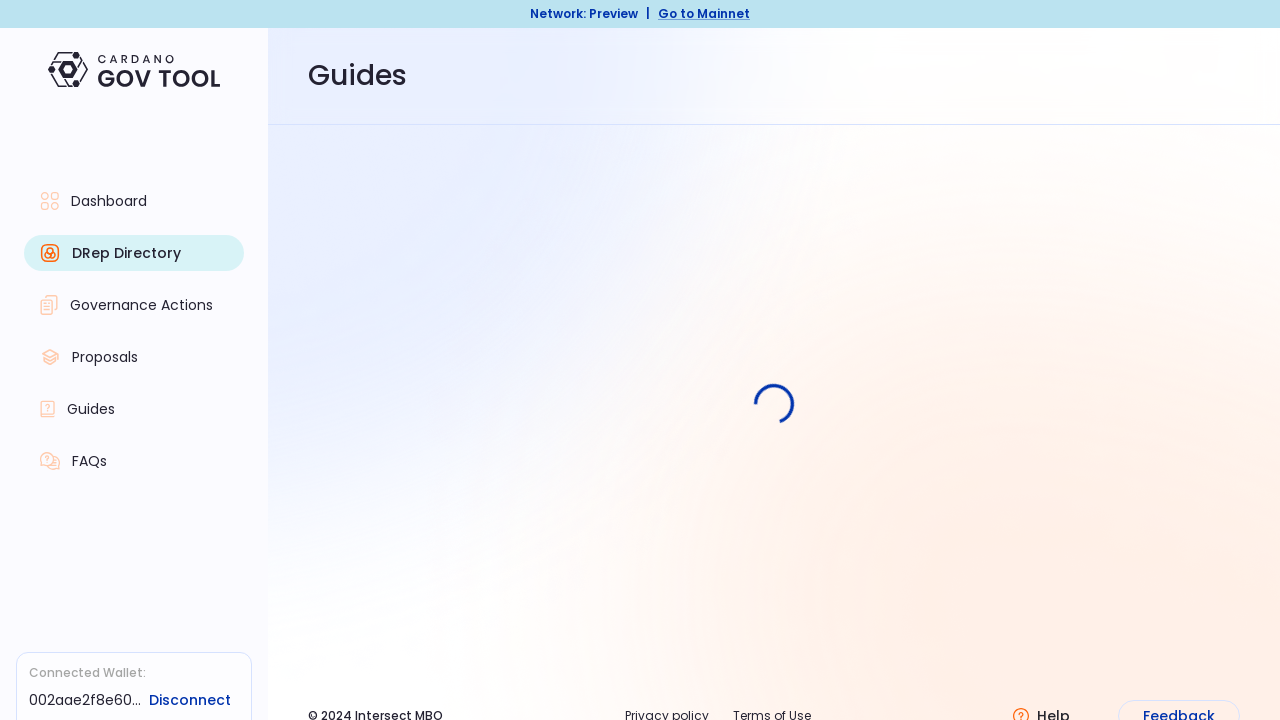 Network: Preview | Go to Mainnet
CARDANO
GOV TOOL
Guides
Dashboard
DRep Directory
Governance Actions
Proposals
Guides
FAQs
Connected Wallet:
002aae2f8e60... Disconnect
© 2024 Intersect MBO
Privacy policy
Terms of Use
Help
Feedback